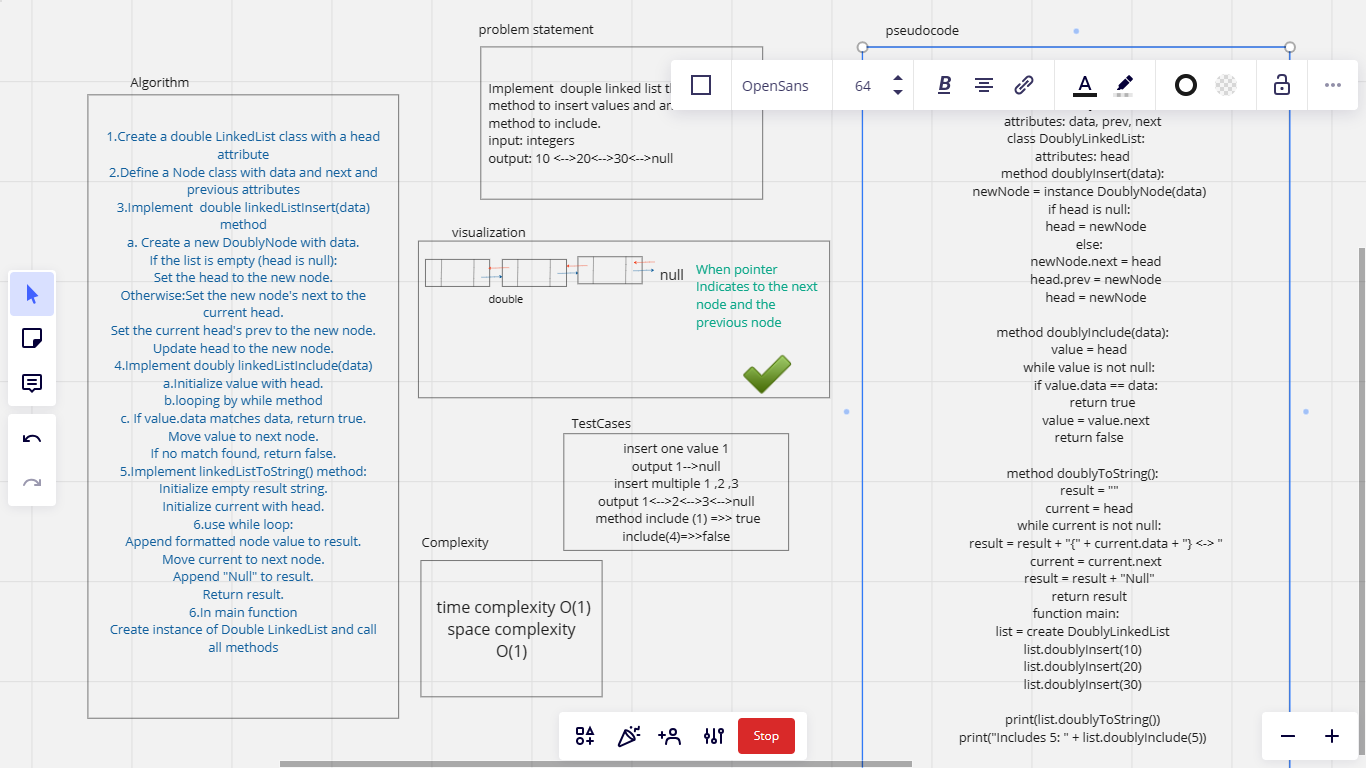 Algorithm
1.Create a double LinkedList class with a head
attribute
2.Define a Node class with data and next and
previous attributes
3.Implement  double linkedListInsert(data)
method
a. Create a new DoublyNode with data.
If the list is empty (head is null):
Set the head to the new node.
Otherwise:Set the new node's next to the
current head.
Set the current head's prev to the new node.
Update head to the new node.
4.Implement doubly linkedListInclude(data)
a.Initialize value with head.
b.looping by while method
c. If value.data matches data, return true.
Move value to next node.
If no match found, return false.
5.Implement linkedListToString() method:
Initialize empty result string.
Initialize current with head.
6.use while loop:
Append formatted node value to result.
Move current to next node.
Append "Null" to result.
Return result.
6.In main function
Create instance of Double LinkedList and call
all methods
problem statement
Implement  douple linked list
method to insert values and
method to include.
input: integers
output: 10 <-->20<-->30<-->null
visualization
null
double
When pointer
Indicates to the next
node and the
previous node
TestCases
insert one value 1
output 1-->null
insert multiple 1 ,2 ,3
output 1<-->2<-->3<-->null
method include (1) =>> true
include(4)=>>false
Complexity
time complexity O(1)
space complexity
O(1)
pseudocode
OpenSans
64
B
A
attributes: data, prev, next
class DoublyLinkedList:
attributes: head
method doublyInsert(data):
newNode = instance DoublyNode(data)
if head is null:
head = newNode
else:
newNode.next = head
head.prev = newNode
head = newNode
method doublyInclude(data):
value = head
while value is not null:
if value.data == data:
return true
value = value.next
return false
method doublyToString():
result = ""
current = head
while current is not null:
result = result + "{" + current.data + "} <-> "
current = current.next
result = result + "Null"
return result
function main:
list = create DoublyLinkedList
list.doublyInsert(10)
list.doublyInsert(20)
list.doublyInsert(30)
print(list.doublyToString())
print("Includes 5: " + list.doublyInclude(5))
Stop